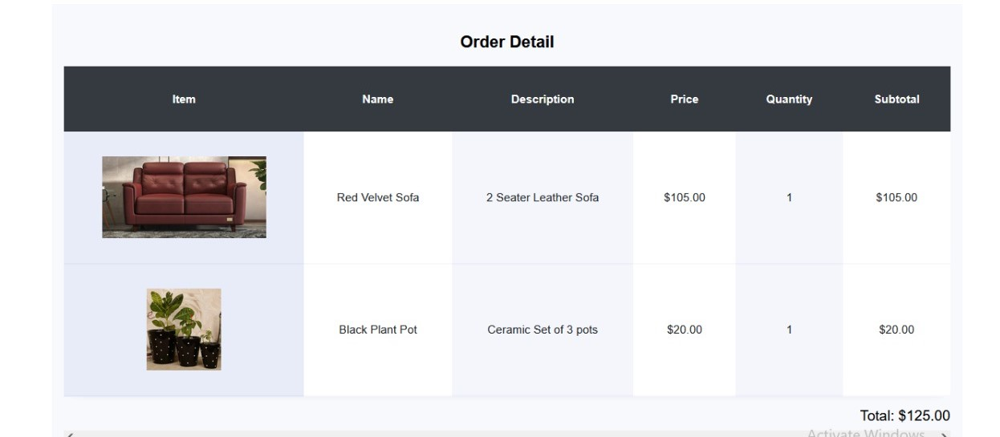 Order Detail
Item Name Description Price Quantity Subtotal
Red Velvet Sofa 2 Seater Leather Sofa $105.00 1 $105.00
Black Plant Pot Ceramic Set of 3 pots $20.00 1 $20.00
Total: $125.00
Activate Windows